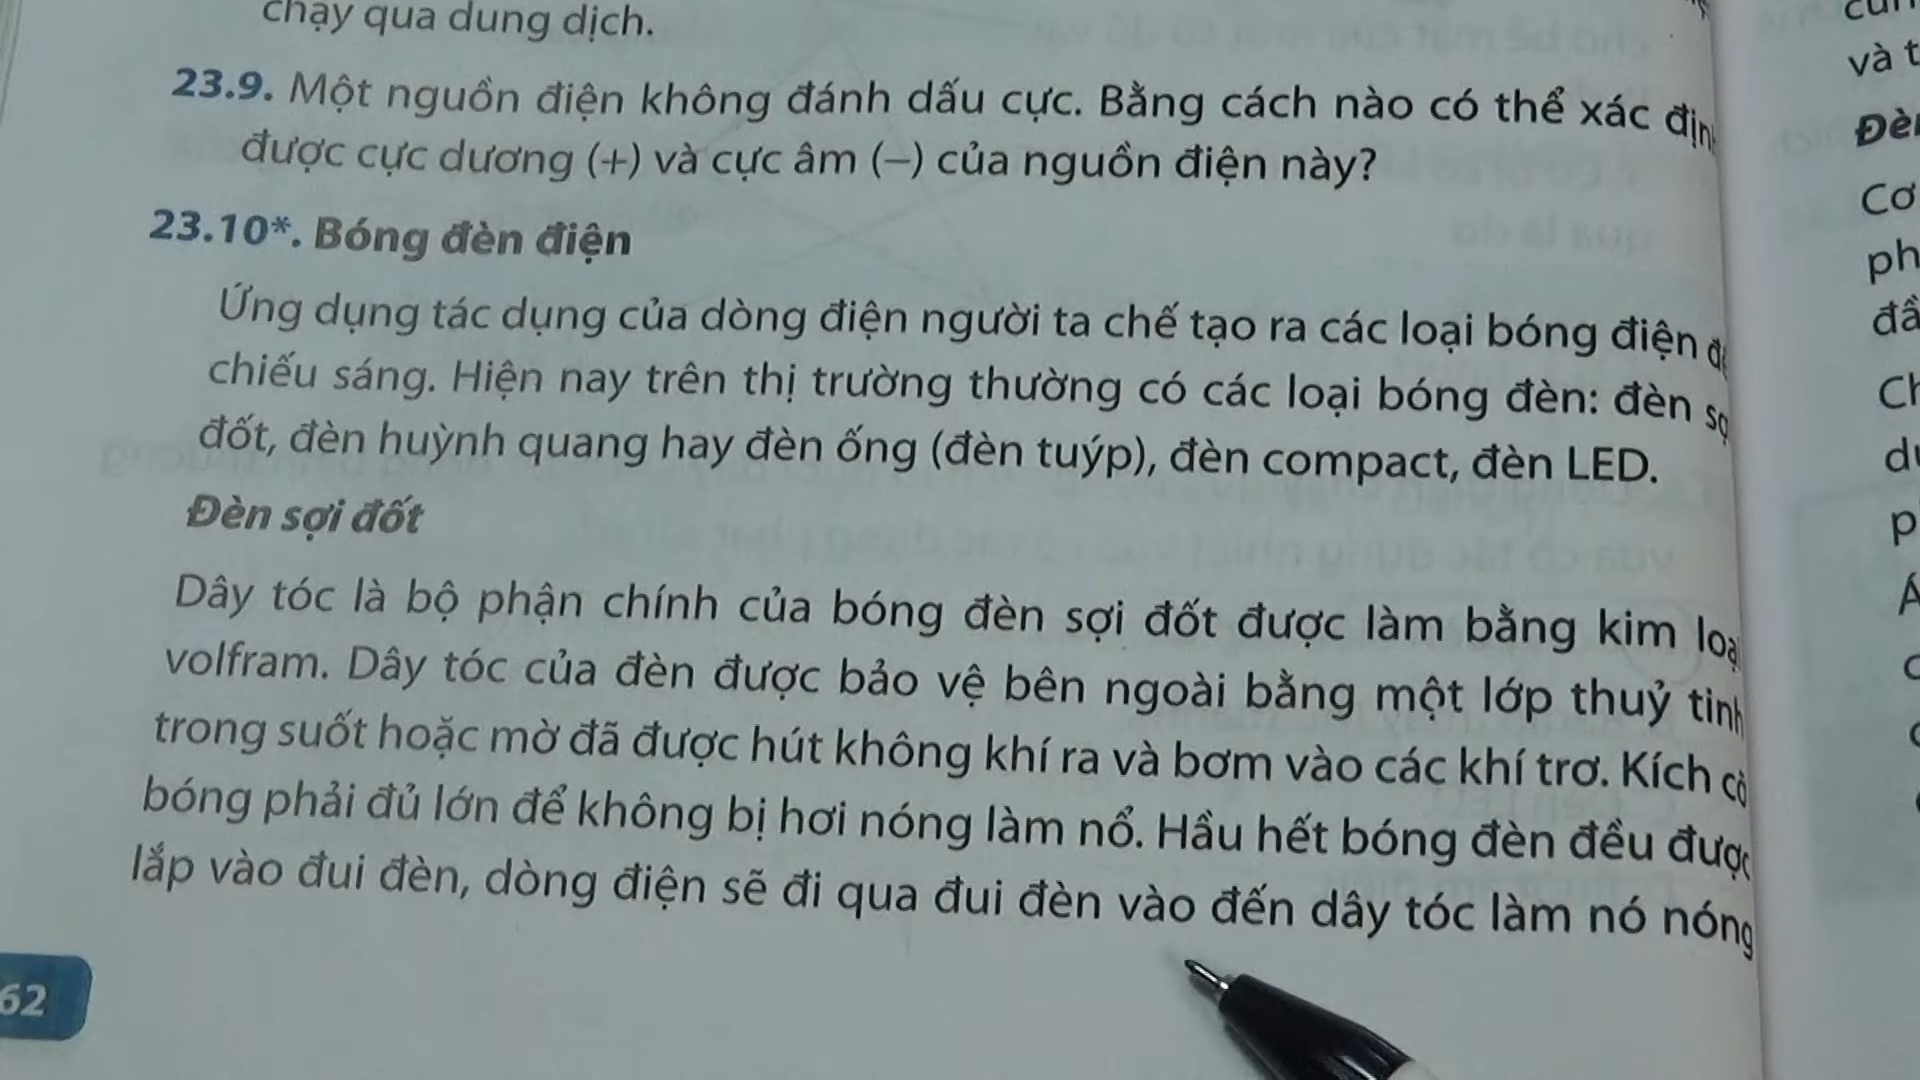 chạy qua dung dịch.
23.9. Một nguồn điện không đánh dấu cực. Bằng cách nào có thể xác định
được cực dương (+) và cực âm (–) của nguồn điện này?
23.10*. Bóng đèn điện
Ứng dụng tác dụng của dòng điện người ta chế tạo ra các loại bóng điện
chiếu sáng. Hiện nay trên thị trường thường có các loại bóng đèn: đèn sợi
đốt, đèn huỳnh quang hay đèn ống (đèn tuýp), đèn compact, đèn LED.
Đèn sợi đốt
Dây tóc là bộ phận chính của bóng đèn sợi đốt được làm bằng kim loại
volfram. Dây tóc của đèn được bảo vệ bên ngoài bằng một lớp thuỷ tinh
trong suốt hoặc mờ đã được hút không khí ra và bơm vào các khí trơ. Kích cỡ
bóng phải đủ lớn để không bị hơi nóng làm nổ. Hầu hết bóng đèn đều được
lắp vào đui đèn, dòng điện sẽ đi qua đui đèn vào đến dây tóc làm nó nóng
62
và
Cơ